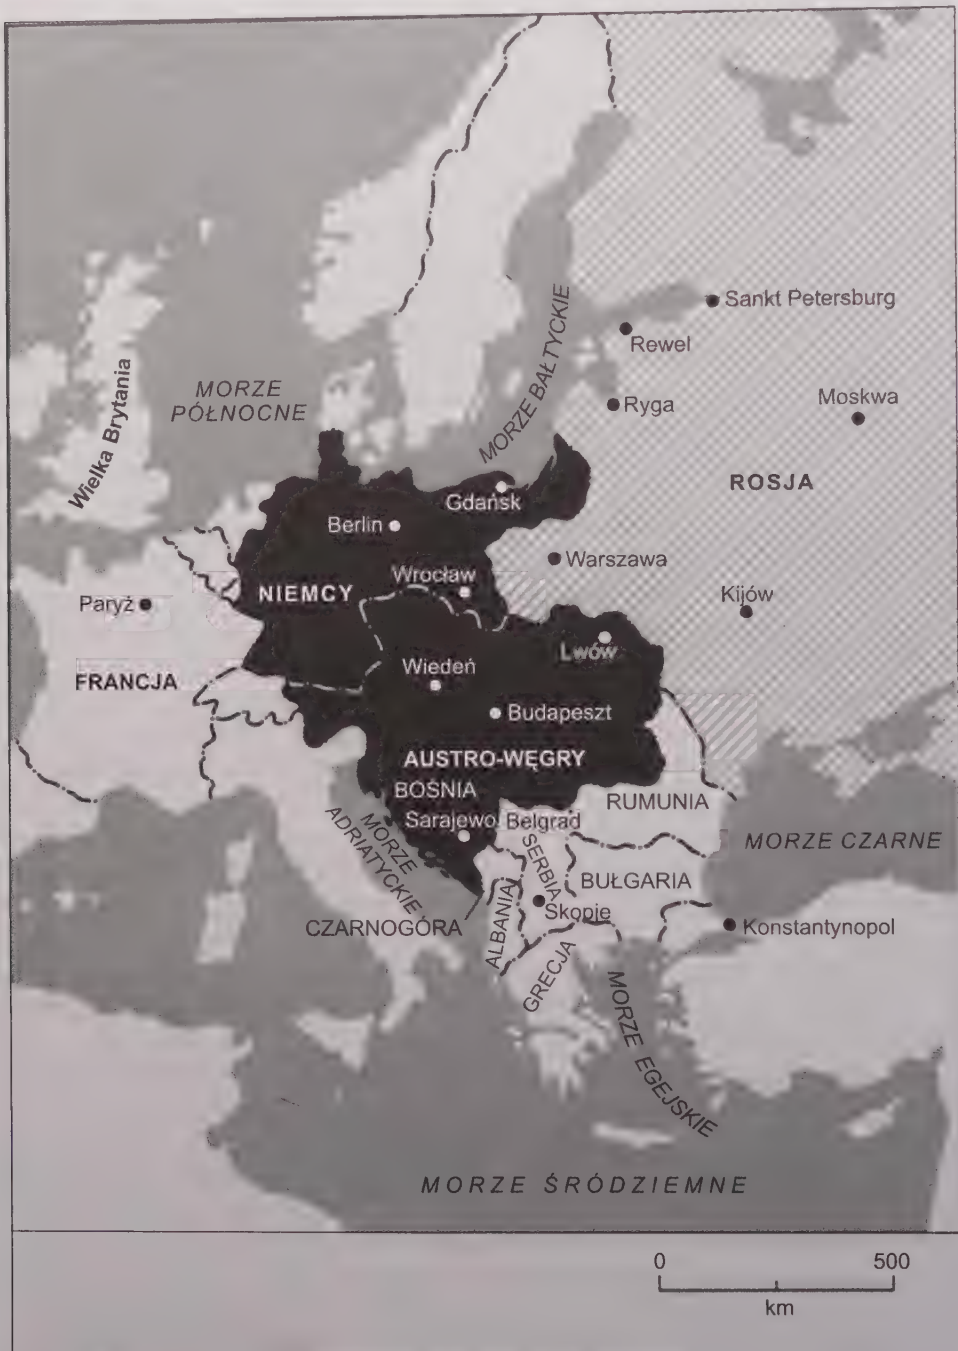 Sankt Petersburg
Rewel
MORZE BAŁTYCKIE
Wielka Brytania
MORZE
PÓŁNOCNE
Ryga
Moskwa
ROSJA
Gdańsk
Berlin
Warszawa
Wrocław
NIEMCY
Paryż
Kijów
Lwów
Wiedeń
FRANCJA
Budapeszt
AUSTRO-WĘGRY
BOŚNIA
RUMUNIA
Sarajewo
Belgrad
MORZE
ADRIATYCKIE
SERBIA
MORZE CZARNE
BUŁGARIA
Skopje
CZARNOGÓRA
ALBANIA
Konstantynopol
GRECJA
MORZE EGEJSKIE
MORZE ŚRÓDZIEMNE
0 500
km